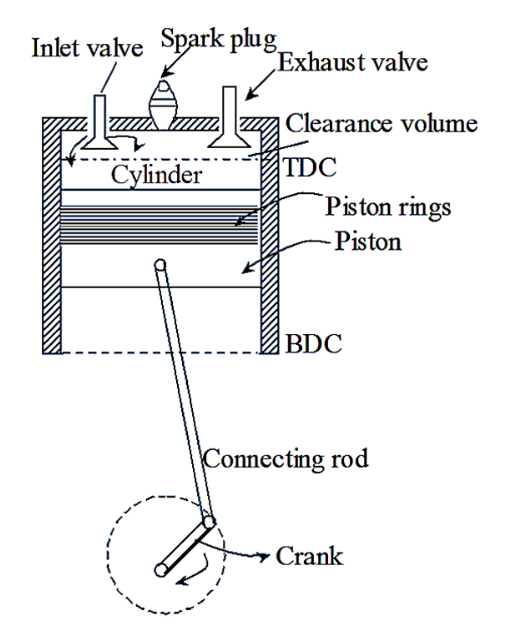 Inlet valve
Spark plug
Exhaust valve
Clearance volume
TDC
Cylinder
Piston rings
Piston
BDC
Connecting rod
Crank